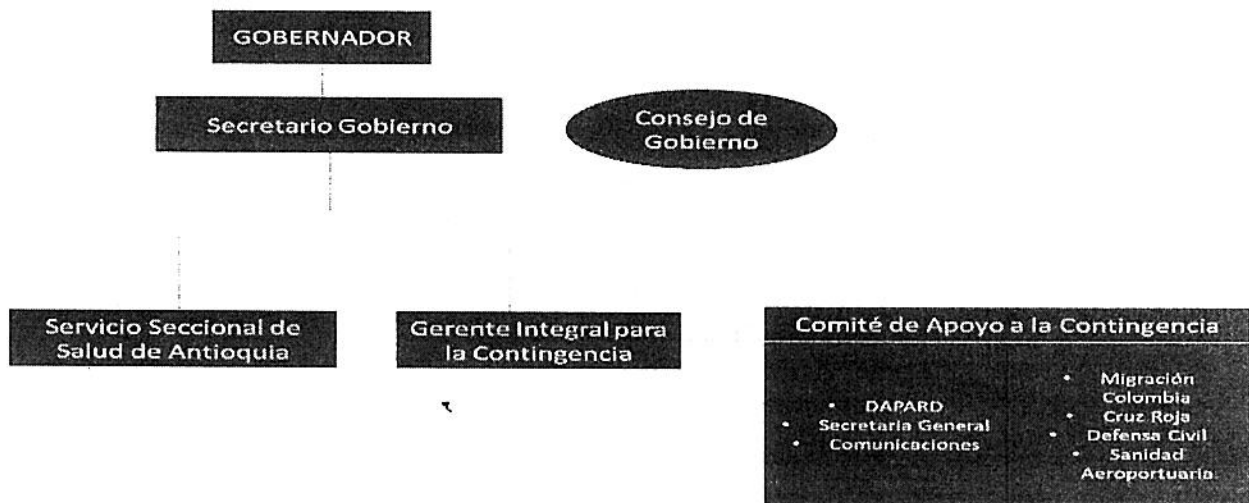 GOBERNADOR
Secretario Gobierno
Consejo de
Gobierno
Servicio Seccional de
Salud de Antioquia
Gerente Integral para
la Contingencia
Comité de Apoyo a la Contingencia
• DAPARD
• Secretaria General
• Comunicaciones
• Migración
Colombia
• Cruz Roja
• Defensa Civil
• Sanidad
Aeroportuaria